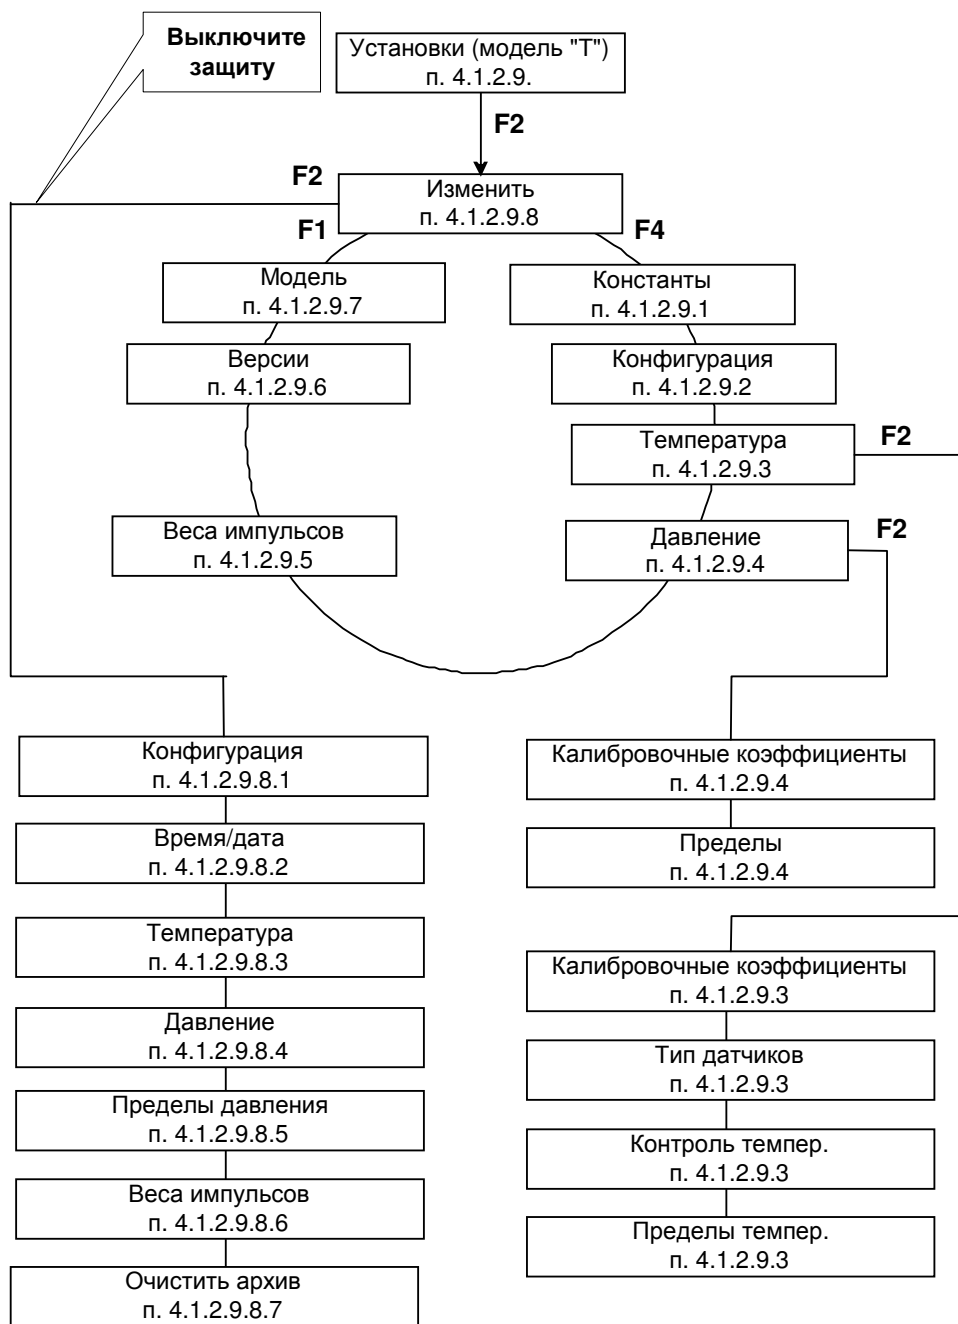 Выключите
защиту
Установки (модель "Т")
п. 4.1.2.9.
F2
F2
Изменить
п. 4.1.2.9.8
F1
F4
Модель
п. 4.1.2.9.7
Константы
п. 4.1.2.9.1
Версии
п. 4.1.2.9.6
Конфигурация
п. 4.1.2.9.2
Температура
п. 4.1.2.9.3
F2
Веса импульсов
п. 4.1.2.9.5
Давление
п. 4.1.2.9.4
F2
Конфигурация
п. 4.1.2.9.8.1
Время/дата
п. 4.1.2.9.8.2
Температура
п. 4.1.2.9.8.3
Давление
п. 4.1.2.9.8.4
Пределы давления
п. 4.1.2.9.8.5
Веса импульсов
п. 4.1.2.9.8.6
Очистить архив
п. 4.1.2.9.8.7
Калибровочные коэффициенты
п. 4.1.2.9.4
Пределы
п. 4.1.2.9.4
Калибровочные коэффициенты
п. 4.1.2.9.3
Тип датчиков
п. 4.1.2.9.3
Контроль темпер.
п. 4.1.2.9.3
Пределы темпер.
п. 4.1.2.9.3